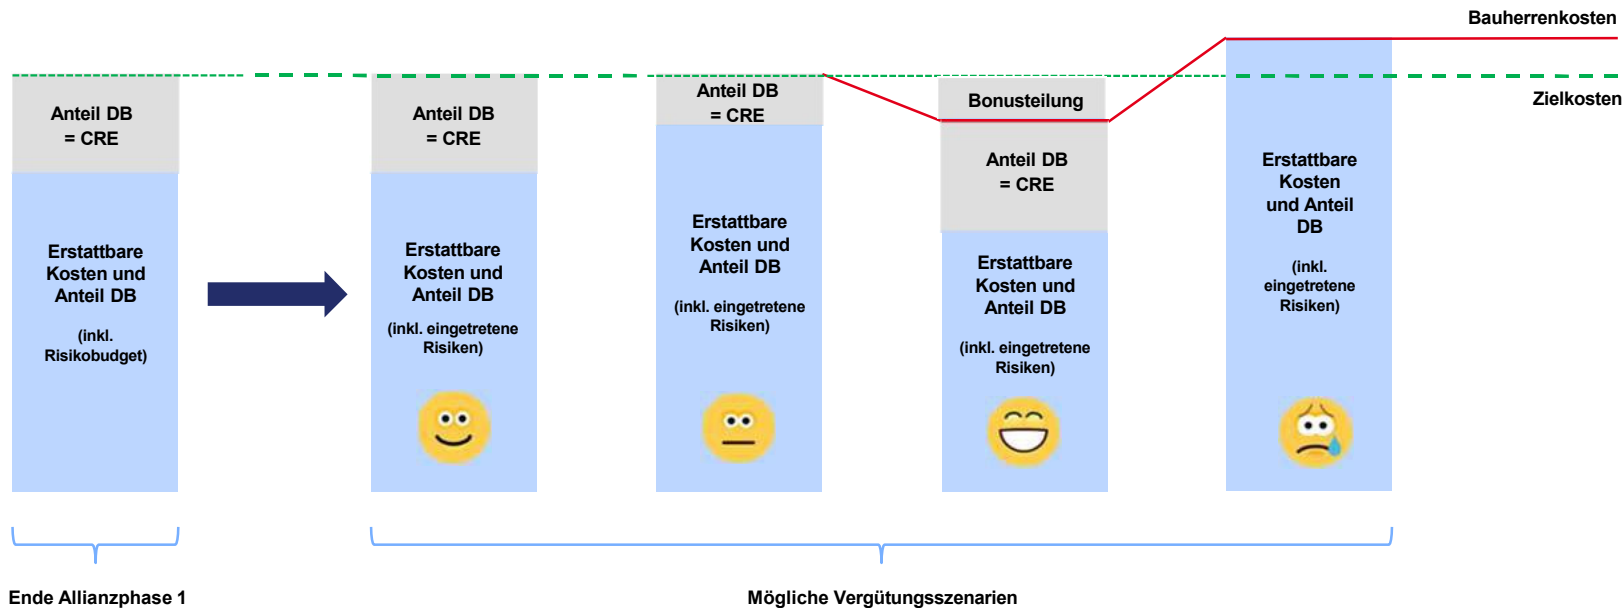 Bauherrenkosten
Zielkosten
Anteil DB
= CRE
Erstattbare
Kosten und
Anteil DB
(inkl.
Risikobudget)
Anteil DB
= CRE
Erstattbare
Kosten und
Anteil DB
(inkl. eingetretene
Risiken)
Anteil DB
= CRE
Erstattbare
Kosten und
Anteil DB
(inkl. eingetretene
Risiken)
Bonusteilung
Anteil DB
= CRE
Erstattbare
Kosten und
Anteil DB
(inkl. eingetretene
Risiken)
Erstattbare
Kosten
und Anteil
DB
(inkl.
eingetretene
Risiken)
Ende Allianzphase 1
Mögliche Vergütungsszenarien